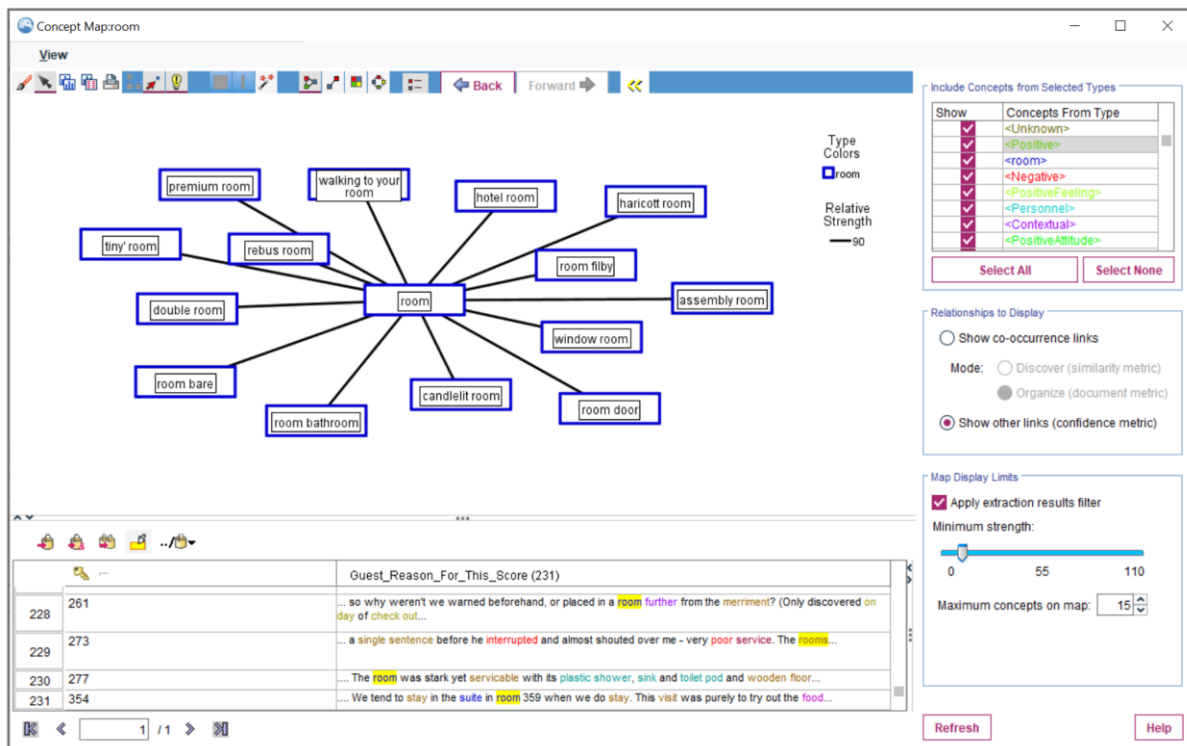 Concept Map:room
View
Back
Forward
Type
Colors
room
Relative
Strength
90
premium room
walking to your
room
hotel room
haricott room
tiny' room
rebus room
room filby
room
assembly room
double room
window room
room bare
candlelit room
room door
room bathroom
Include Concepts from Selected Types
Show Concepts From Type
<Unknown>
<Positive>
<room>
<Negative>
<PositiveFeeling>
<Personnel>
<Contextual>
<PositiveAttitude>
Select All Select None
Relationships to Display
Show co-occurrence links
Mode: Discover (similarity metric)
Organize (document metric)
Show other links (confidence metric)
Map Display Limits
Apply extraction results filter
Minimum strength:
0 55 110
Maximum concepts on map: 15
Refresh Help
../
Guest_Reason_For_This_Score (231)
228 261 ... so why weren't we warned beforehand, or placed in a room further from the merriment? (Only discovered on
day of check out...
229 273 ... a single sentence before he interrupted and almost shouted over me - very poor service. The rooms...
230 277 .... The room was stark yet servicable with its plastic shower, sink and toilet pod and wooden floor...
231 354 .... We tend to stay in the suite in room 359 when we do stay. This visit was purely to try out the food...
1 / 1